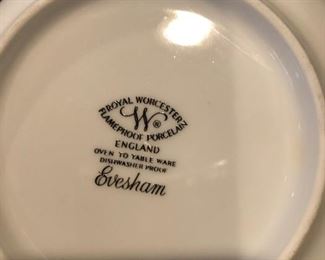 ROYAL WORCESTER
W®
FLAMEPROOF PORCELAIN
ENGLAND
OVEN TO TABLE WARE
DISHWASHER PROOF
Evesham